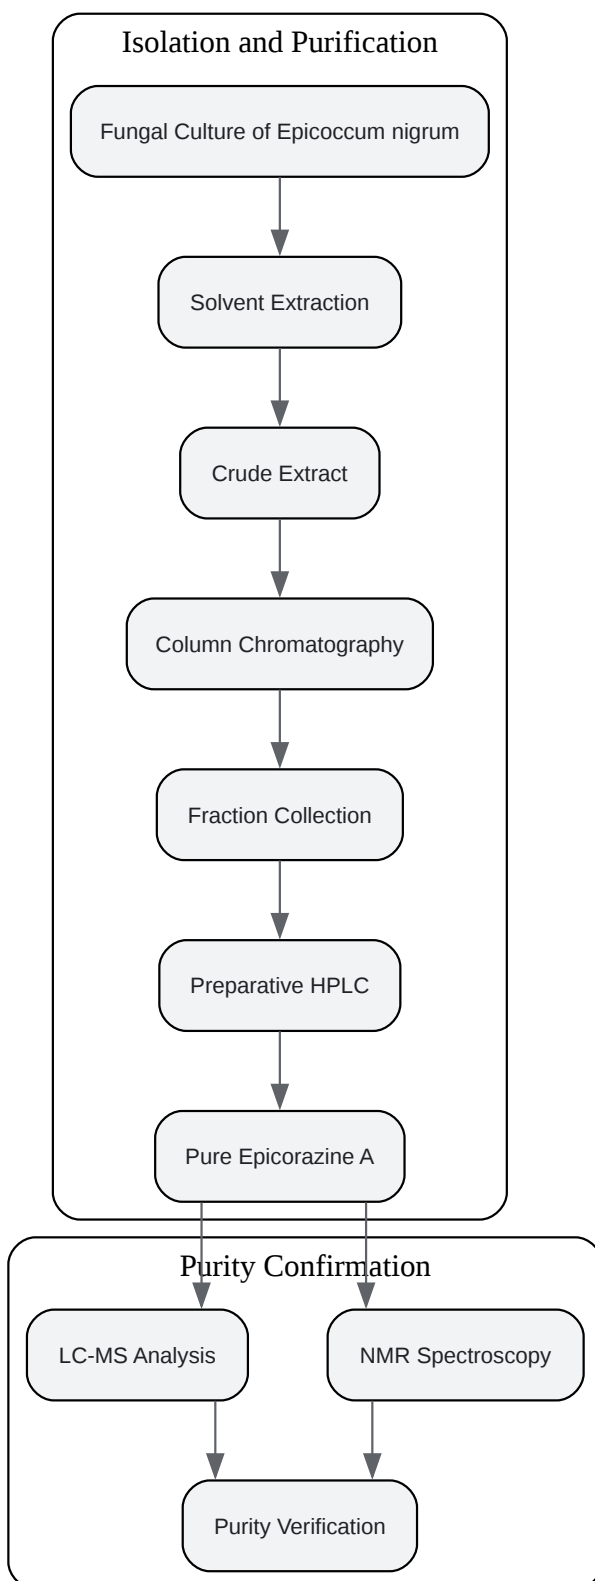 Isolation and Purification
Fungal Culture of Epicoccum nigrum
Solvent Extraction
Crude Extract
Column Chromatography
Fraction Collection
Preparative HPLC
Pure Epicorazine A
Purity Confirmation
LC-MS Analysis
NMR Spectroscopy
Purity Verification